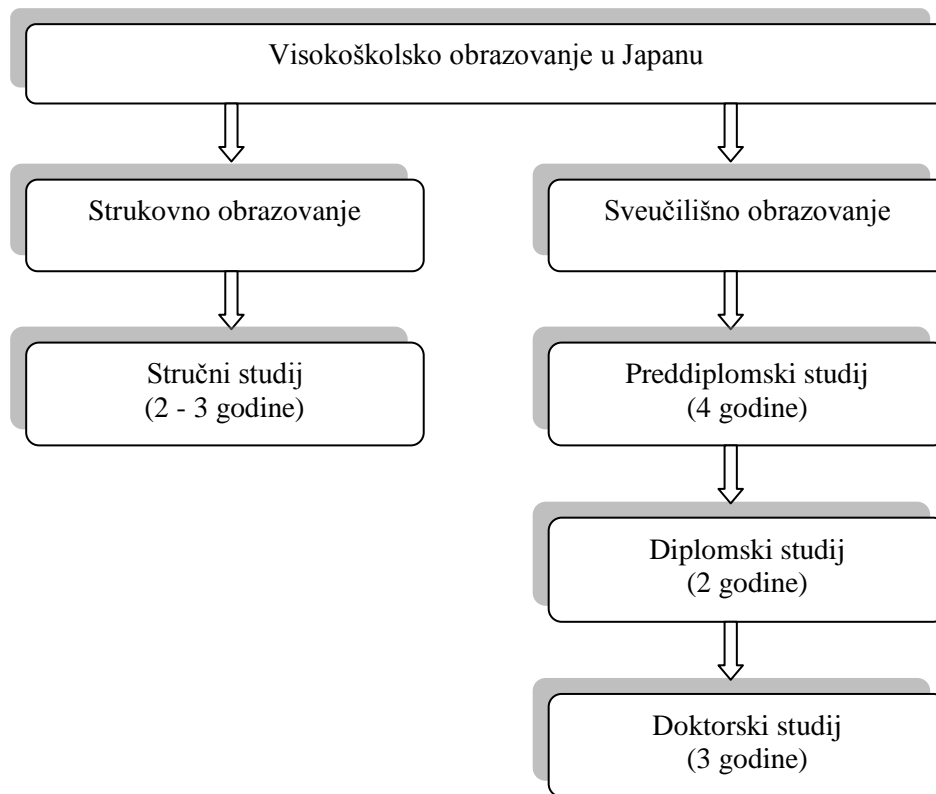 Visokoškolsko obrazovanje u Japanu
Strukovno obrazovanje
Sveučilišno obrazovanje
Stručni studij
(2 - 3 godine)
Preddiplomski studij
(4 godine)
Diplomski studij
(2 godine)
Doktorski studij
(3 godine)